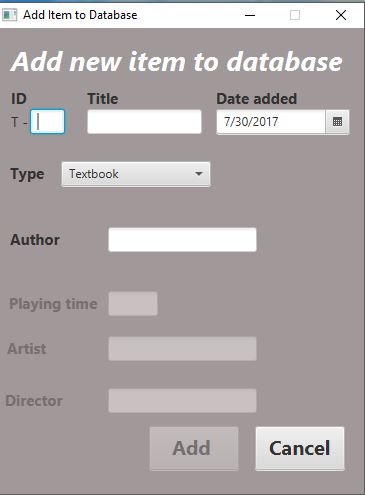 Add Item to Database
Add new item to database
ID Title Date added
T - 7/30/2017
Type Textbook
Author
Playing time
Artist
Director
Add Cancel